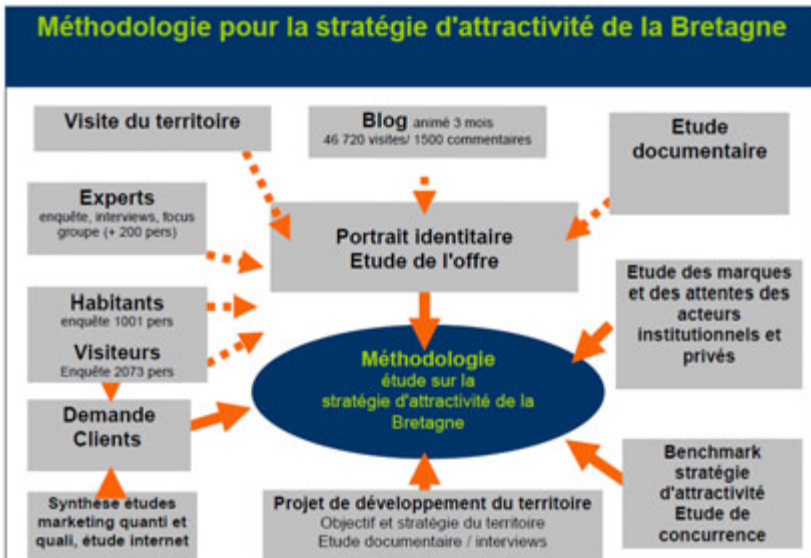 Méthodologie pour la stratégie d'attractivité de la Bretagne
Visite du territoire
Blog animé 3 mois
46 720 visites/ 1500 commentaires
Etude
documentaire
Experts
enquête, interviews, focus
groupe (+ 200 pers)
Portrait identitaire
Etude de l'offre
Habitants
enquête 1001 pers
Visiteurs
Enquête 2073 pers
Etude des marques
et des attentes des
acteurs
institutionnels et
privés
Méthodologie
étude sur la
stratégie d'attractivité de la
Bretagne
Demande
Clients
Synthèse études
marketing quanti et
quali, étude internet
Projet de développement du territoire
Objectif et stratégie du territoire
Etude documentaire / interviews
Benchmark
stratégie
d'attractivité
Etude de
concurrence